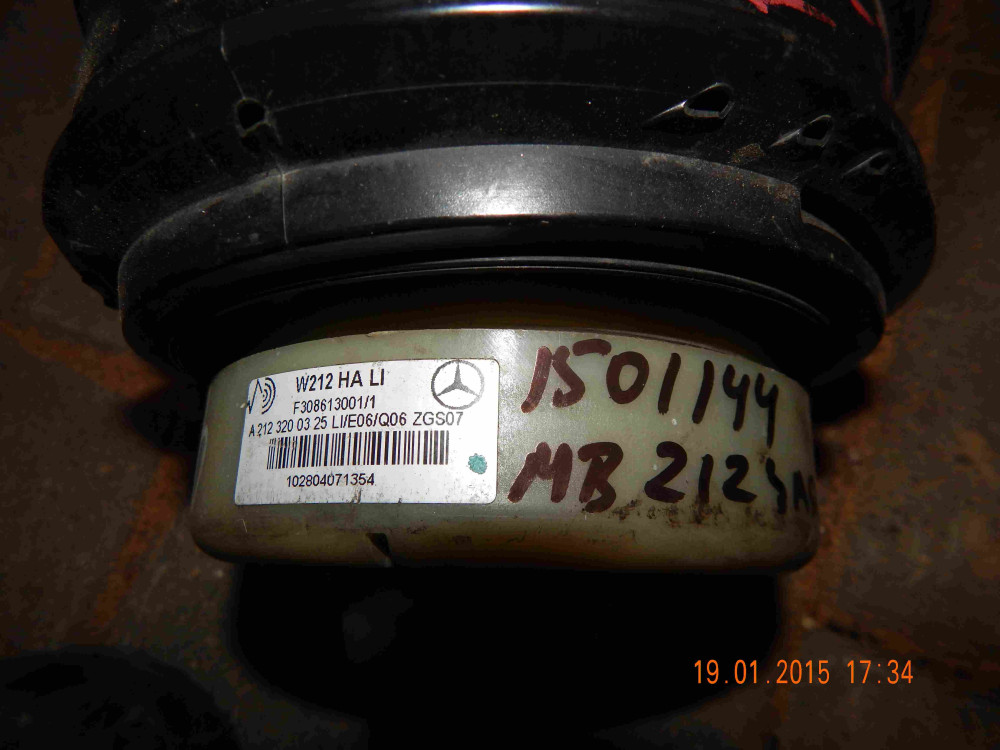 W212 HA LI
F308613001/1
A 212 320 03 25 LI/E06/Q06 ZGS07
102804071354
1501144
MB 212
19.01.2015 17:34